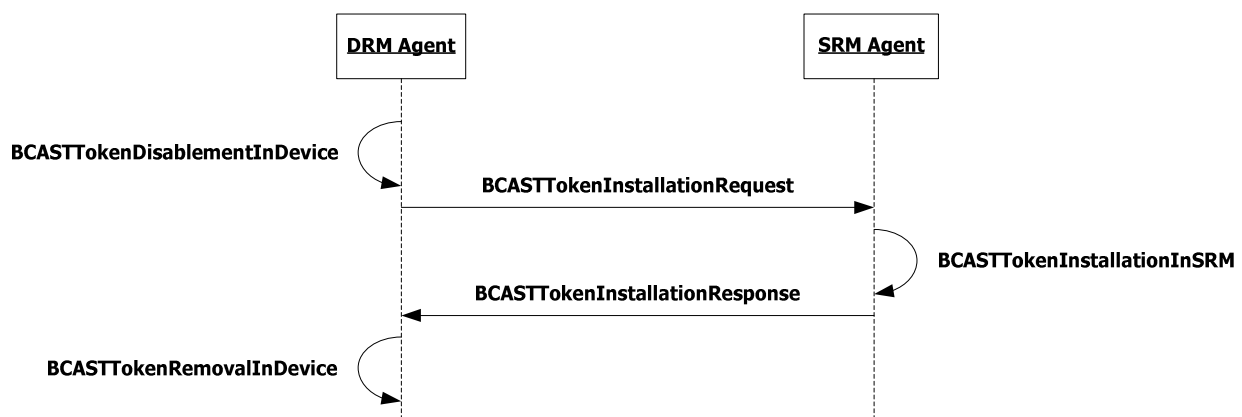 DRM Agent
SRM Agent
BCASTTokenDisablementInDevice
BCASTTokenInstallationRequest
BCASTTokenInstallationInSRM
BCASTTokenInstallationResponse
BCASTTokenRemovalInDevice